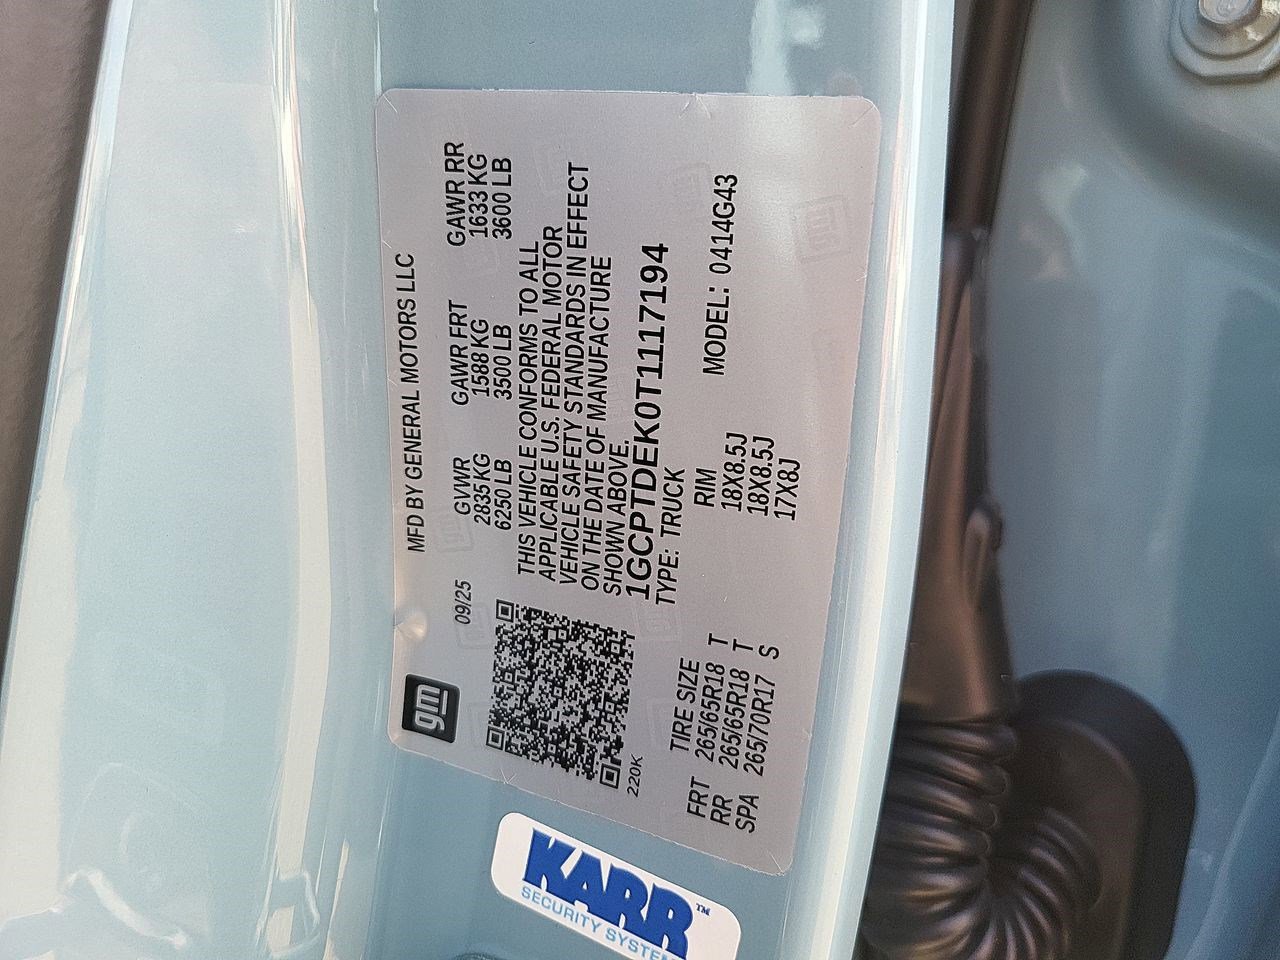 gm
09/25
MFD BY GENERAL MOTORS LLC
GVWR GAWR FRT GAWR RR
2835 KG 1588 KG 1633 KG
6250 LB 3500 LB 3600 LB
THIS VEHICLE CONFORMS TO ALL
APPLICABLE U.S. FEDERAL MOTOR
VEHICLE SAFETY STANDARDS IN EFFECT
ON THE DATE OF MANUFACTURE
SHOWN ABOVE.
1GCPTDEK0T1117194
TYPE: TRUCK
220K
TIRE SIZE RIM MODEL: 0414G43
FRT 265/65R18 T 18X8.5J
RR 265/65R18 T 18X8.5J
SPA 265/70R17 S 17X8J
KARR™
SECURITY SYSTEM